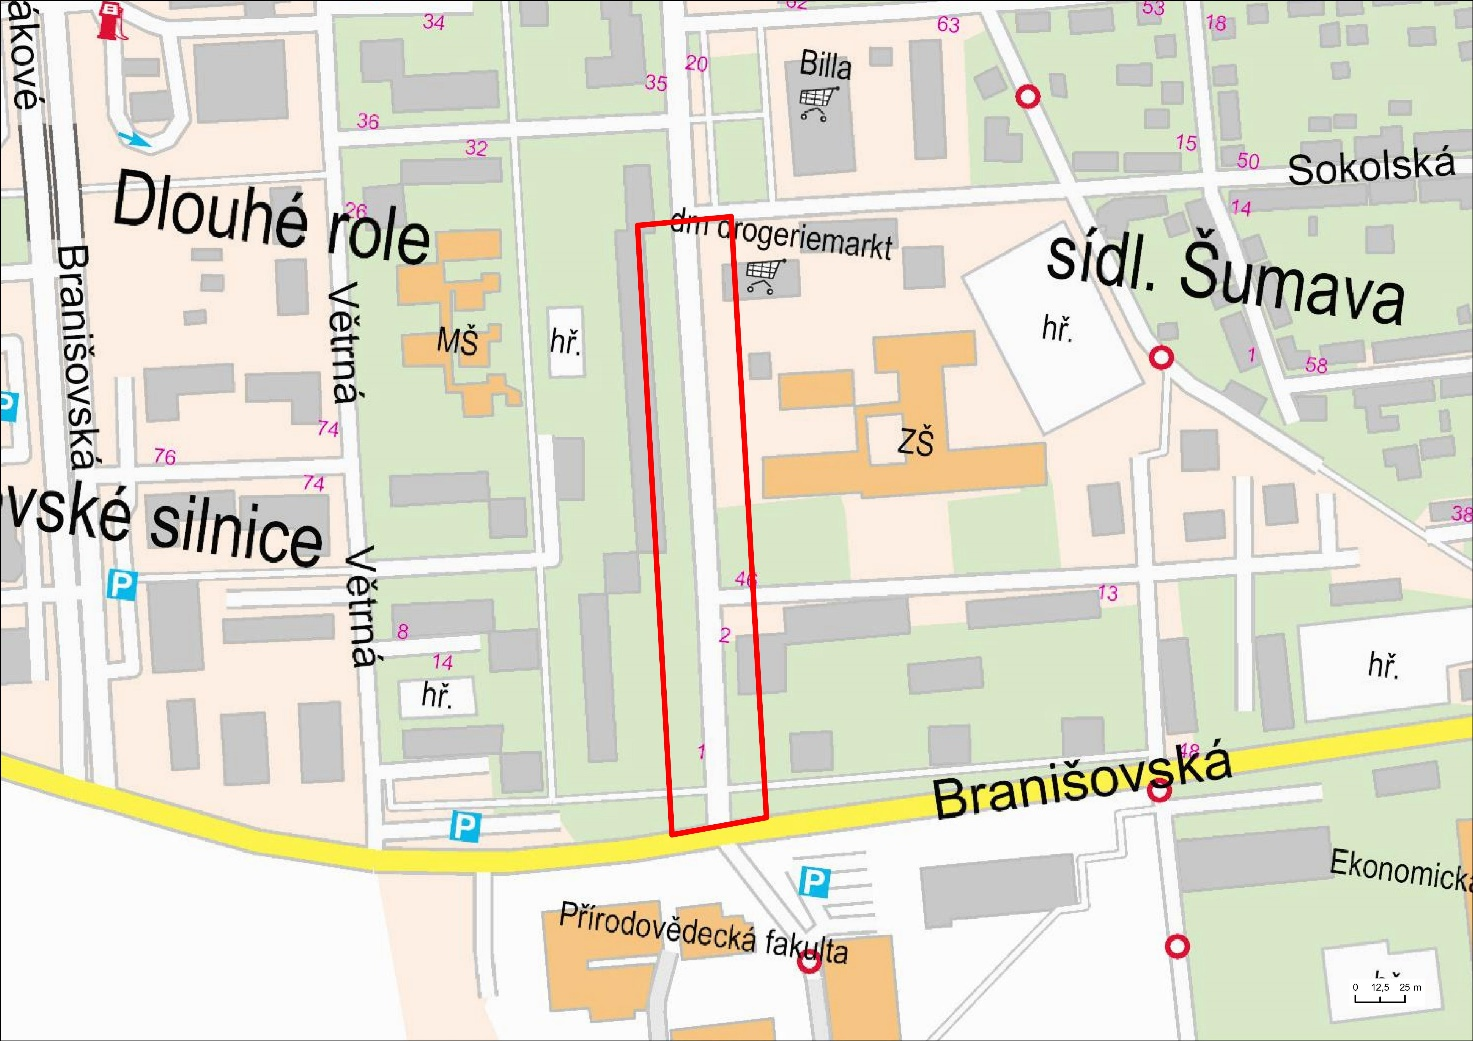 34
62
63
53
18
ákové
20
35
Billa
36
32
15
50
Sokolská
Dlouhé role
26
14
dm drogeriemarkt
sídl. Šumava
Branišovská
Větrná
MŠ
hř.
hř.
1
58
P
74
76
ZŠ
74
vské silnice
38
P
Větrná
46
13
8
2
14
hř.
hř.
1
48
Branišovská
P
P
Ekonomická
Přírodovědecká fakulta
0 12,5 25 m